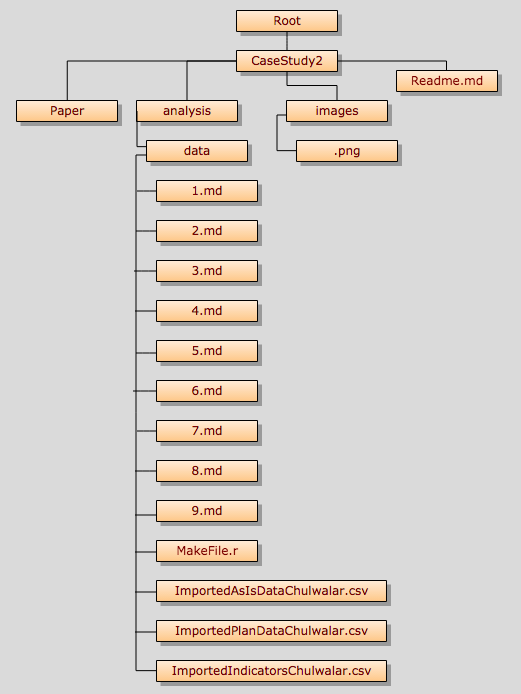 Root
CaseStudy2
Readme.md
Paper
analysis
images
data
.png
1.md
2.md
3.md
4.md
5.md
6.md
7.md
8.md
9.md
MakeFile.r
ImportedAsIsDataChulwalar.csv
ImportedPlanDataChulwalar.csv
ImportedIndicatorsChulwalar.csv